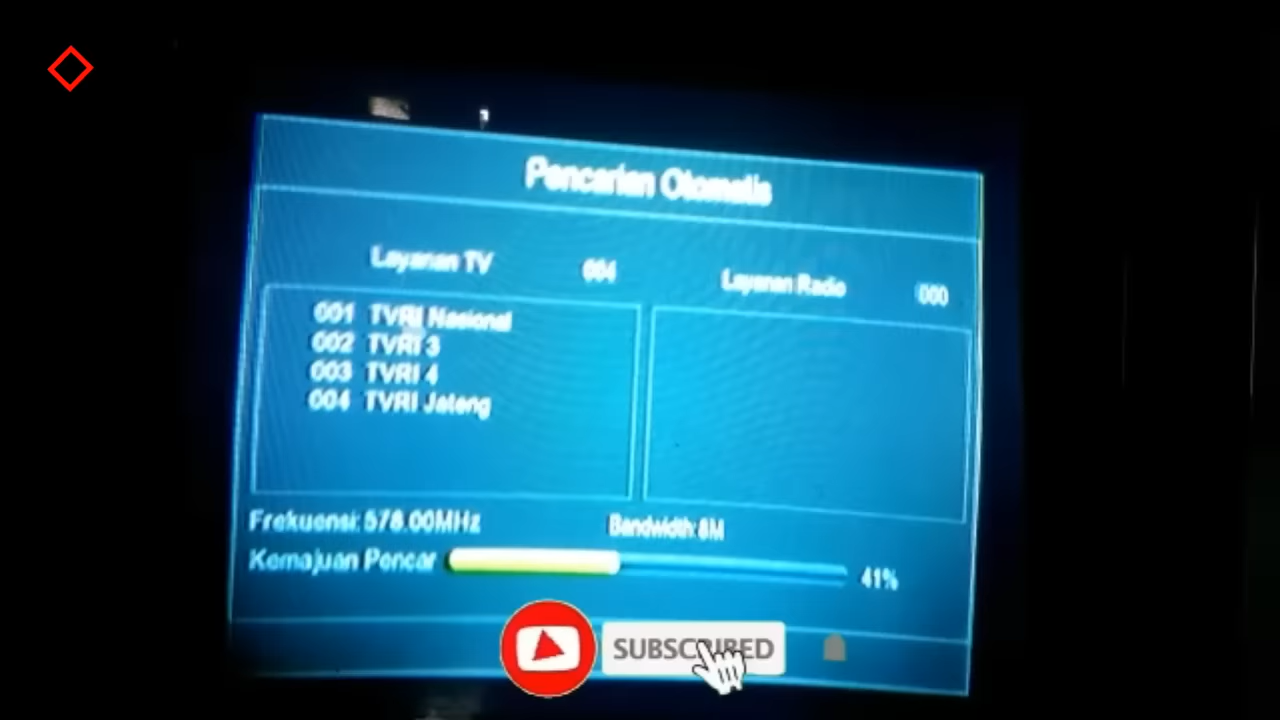 Pencarian Otomatis
Layanan TV 004 Layanan Radio 000
001 TVRI Nasional
002 TVRI 3
003 TVRI 4
004 TVRI Jateng
Frekuensi: 578.00MHz Bandwidth: 8M
Kemajuan Pencar 41%
SUBSCRIBED